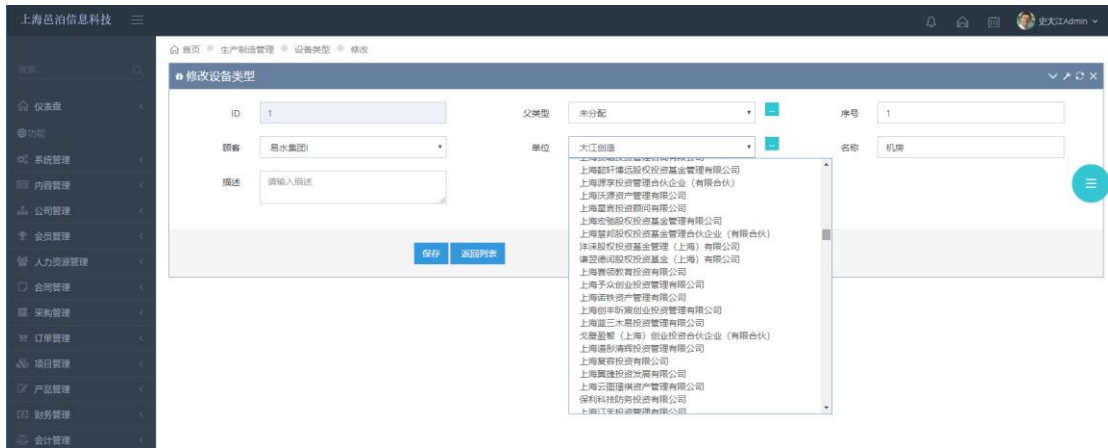 上海邑泊信息科技
史大江Admin
首页 生产制造管理 设备类型 修改
搜索
修改设备类型
仪表盘
ID 1 父类型 未分配 序号 1
功能
顾客 易水集团 单位 大江创造 名称 机房
系统管理
内容管理
描述 请输入描述
公司管理
会员管理
人力资源管理
合同管理
采购管理
订单管理
项目管理
产品管理
财务管理
会计管理
保存 返回列表
上海懿轩博远股权投资基金管理有限公司
上海源享投资管理合伙企业（有限合伙）
上海沃源资产管理有限公司
上海星宾投资顾问有限公司
上海宏驰股权投资基金管理有限公司
上海慧邦股权投资基金管理合伙企业（有限合伙）
沣涞股权投资基金管理（上海）有限公司
谦翌德闳股权投资基金（上海）有限公司
上海赛领教育投资有限公司
上海予众创业投资管理有限公司
上海诺轶资产管理有限公司
上海创丰昕宸创业投资管理有限公司
上海蓝三木易投资管理有限公司
戈壁盈智（上海）创业投资合伙企业（有限合伙）
上海道彤清辉投资管理有限公司
上海复容投资有限公司
上海翼捷投资发展有限公司
上海云图瑾祺资产管理有限公司
保利科技防务投资有限公司